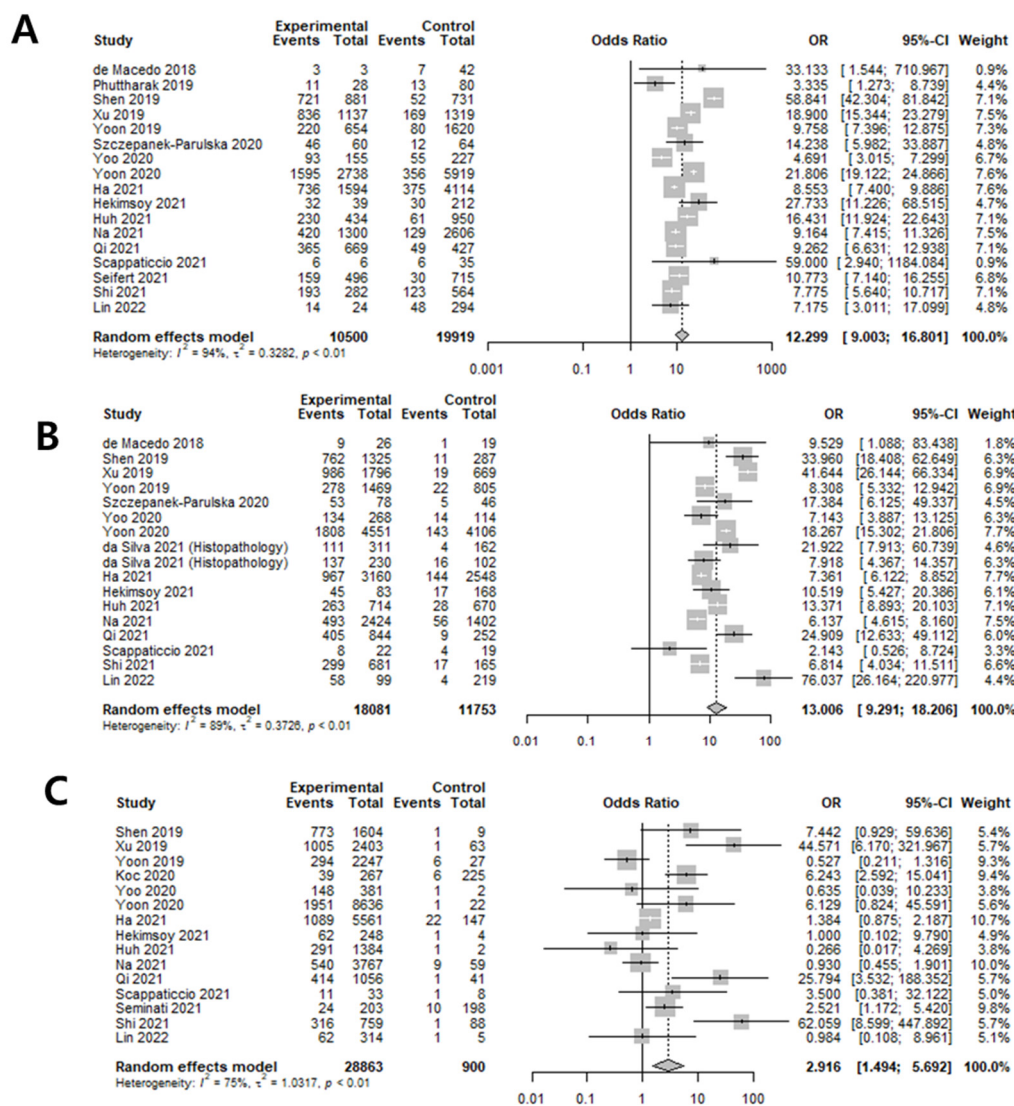 A
Experimental Control
Study Events Total Events Total Odds Ratio OR 95%-CI Weight
de Macedo 2018 3 3 7 42 33.133 [ 1.544; 710.967] 0.9%
Phuttharak 2019 11 28 13 80 3.335 [ 1.273; 8.739] 4.4%
Shen 2019 721 881 52 731 58.841 [42.304; 81.842] 7.1%
Xu 2019 836 1137 169 1319 18.900 [15.344; 23.279] 7.4%
Yoon 2019 220 654 80 1620 9.758 [ 7.396; 12.875] 7.3%
Szczepanek-Parulska 2020 46 60 12 64 14.238 [ 5.982; 33.887] 4.8%
Yoo 2020 93 155 55 227 4.691 [ 3.015; 7.299] 6.7%
Yoon 2020 1595 2738 356 5919 21.806 [19.122; 24.866] 7.6%
Ha 2021 736 1594 375 4114 8.553 [ 7.400; 9.886] 7.6%
Hekimsoy 2021 32 39 30 212 27.733 [11.226; 68.515] 4.7%
Huh 2021 230 434 61 950 16.431 [11.924; 22.643] 7.1%
Na 2021 420 1300 129 2606 9.164 [ 7.415; 11.326] 7.4%
Qi 2021 365 669 49 427 9.262 [ 6.631; 12.938] 7.1%
Scappaticcio 2021 6 6 6 35 59.000 [ 2.940; 1184.084] 0.9%
Seifert 2021 159 496 30 715 10.773 [ 7.140; 16.255] 6.8%
Shi 2021 193 282 123 564 7.775 [ 5.640; 10.717] 7.1%
Lin 2022 14 24 48 294 7.175 [ 3.011; 17.099] 4.8%
Random effects model 10500 19919 12.299 [ 9.003; 16.801] 100.0%
Heterogeneity: I² = 94%, τ² = 0.3282, p < 0.01
0.001 0.1 1 10 1000
B
Experimental Control
Study Events Total Events Total Odds Ratio OR 95%-CI Weight
de Macedo 2018 9 26 1 19 9.529 [ 1.088; 83.438] 1.8%
Shen 2019 762 1325 11 287 33.960 [18.408; 62.649] 6.3%
Xu 2019 986 1796 19 669 41.644 [26.144; 66.334] 6.9%
Yoon 2019 278 1469 22 805 8.308 [ 5.332; 12.942] 7.0%
Szczepanek-Parulska 2020 53 78 5 46 17.384 [ 6.125; 49.337] 4.5%
Yoo 2020 134 268 14 114 7.143 [ 3.887; 13.125] 6.3%
Yoon 2020 1808 4551 143 4106 18.267 [15.302; 21.806] 7.7%
da Silva 2021 (Histopathology) 111 311 4 162 21.922 [ 7.913; 60.739] 4.6%
da Silva 2021 (Histopathology) 137 230 16 102 7.918 [ 4.367; 14.357] 6.4%
Ha 2021 967 3160 144 2548 7.361 [ 6.122; 8.852] 7.7%
Hekimsoy 2021 45 83 17 168 10.519 [ 5.427; 20.386] 6.1%
Huh 2021 263 714 28 670 13.371 [ 8.893; 20.103] 7.1%
Na 2021 493 2424 56 1402 6.137 [ 4.615; 8.160] 7.5%
Qi 2021 405 844 9 252 24.909 [12.633; 49.112] 6.0%
Scappaticcio 2021 8 22 4 19 2.143 [ 0.526; 8.724] 3.3%
Shi 2021 299 681 17 165 6.814 [ 4.034; 11.511] 6.6%
Lin 2022 58 99 4 219 76.037 [26.164; 220.977] 4.4%
Random effects model 18081 11753 13.006 [ 9.291; 18.206] 100.0%
Heterogeneity: I² = 89%, τ² = 0.3726, p < 0.01
0.01 0.1 1 10 100
C
Experimental Control
Study Events Total Events Total Odds Ratio OR 95%-CI Weight
Shen 2019 773 1604 1 9 7.442 [0.929; 59.636] 5.4%
Xu 2019 1005 2403 1 63 44.571 [6.170; 321.967] 5.7%
Yoon 2019 294 2247 6 27 0.527 [0.211; 1.316] 9.3%
Koc 2020 39 267 6 225 6.243 [2.592; 15.041] 9.4%
Yoo 2020 148 381 1 2 0.635 [0.039; 10.233] 3.8%
Yoon 2020 1951 8636 1 22 6.129 [0.824; 45.591] 5.6%
Ha 2021 1089 5561 22 147 1.384 [0.875; 2.187] 10.7%
Hekimsoy 2021 62 248 1 4 1.000 [0.102; 9.790] 4.9%
Huh 2021 291 1384 1 2 0.266 [0.017; 4.269] 3.8%
Na 2021 540 3767 9 59 0.930 [0.455; 1.901] 10.0%
Qi 2021 414 1056 1 41 25.794 [3.532; 188.352] 5.7%
Scappaticcio 2021 11 33 1 8 3.500 [0.381; 32.122] 5.0%
Seminati 2021 24 203 10 198 2.521 [1.172; 5.420] 9.8%
Shi 2021 316 759 1 88 62.059 [8.599; 447.892] 5.7%
Lin 2022 62 314 1 5 0.984 [0.108; 8.961] 5.0%
Random effects model 28863 900 2.916 [1.494; 5.692] 100.0%
Heterogeneity: I² = 75%, τ² = 1.0317, p < 0.01
0.01 0.1 1 10 100